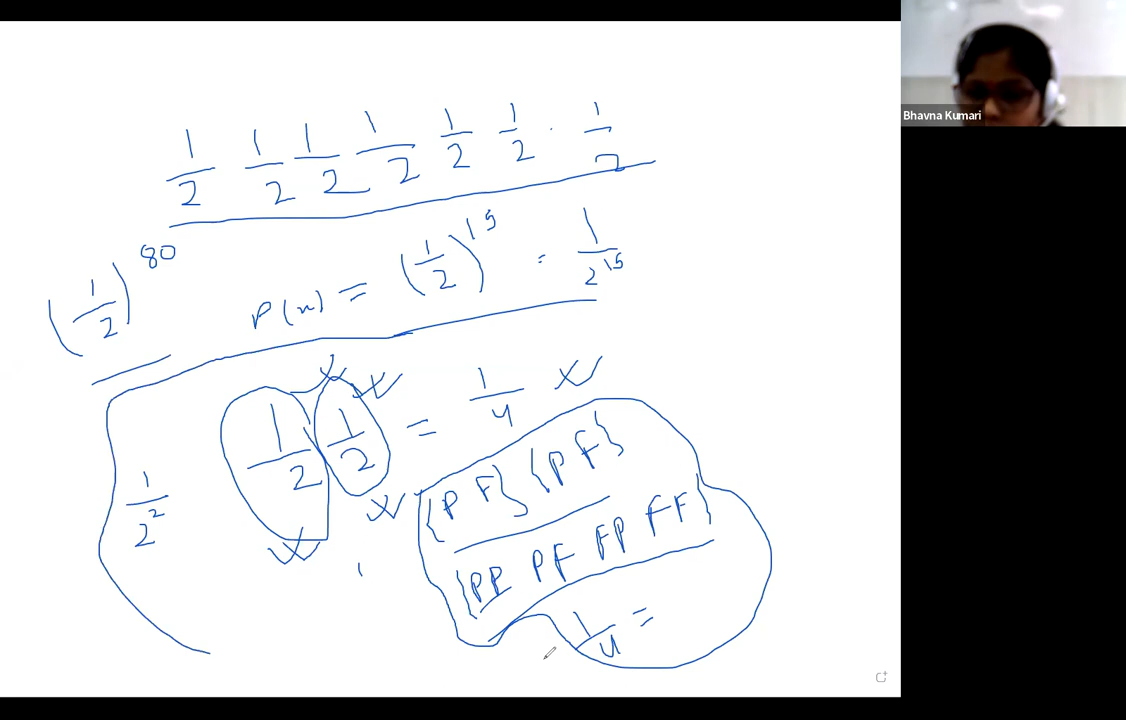 Bhavna Kumari
1/2 1/2 1/2 1/2 1/2 1/2 . 1/2
(1/2)^80
P(n) = (1/2)^15 = 1/2^15
1/2 1/2 = 1/4
{P F} {P F}
1/2^2
{PP PF FP FF}
1/4 =